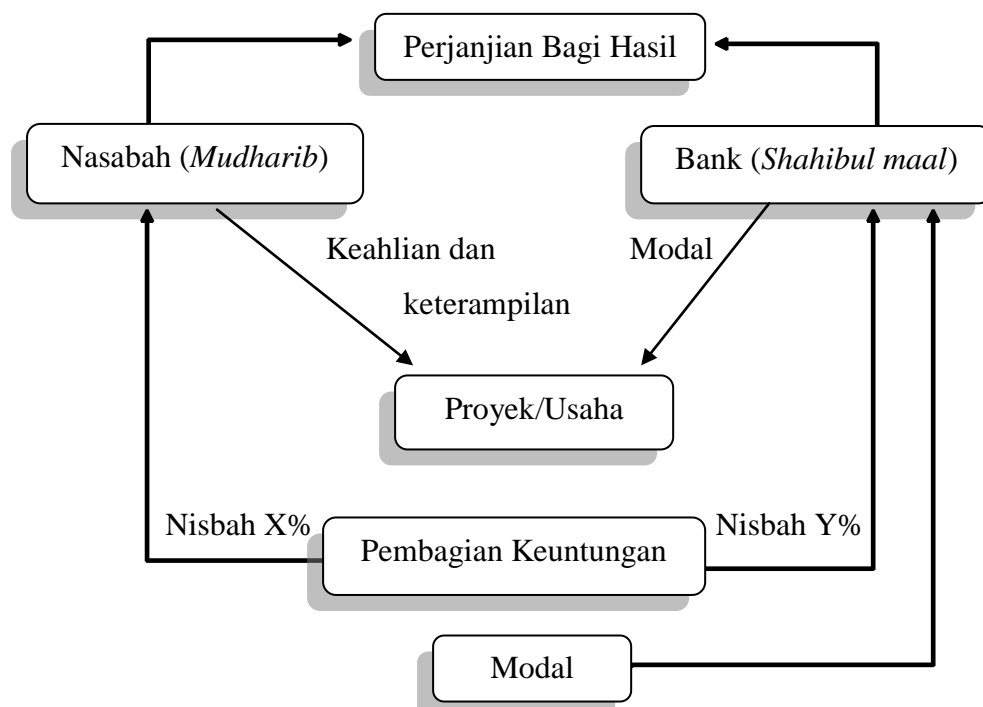 Perjanjian Bagi Hasil
Nasabah (Mudharib)
Bank (Shahibul maal)
Keahlian dan
keterampilan
Modal
Proyek/Usaha
Nisbah X%
Pembagian Keuntungan
Nisbah Y%
Modal